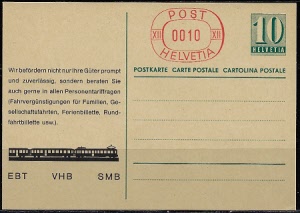 POST
XII 0010 XII
HELVETIA
10
HELVETIA
POSTKARTE CARTE POSTALE CARTOLINA POSTALE
Wir befördern nicht nur Ihre Güter prompt
und zuverlässig, sondern beraten Sie
auch gerne in allen Personentariffragen
(Fahrvergünstigungen für Familien, Ge-
sellschaftsfahrten, Ferienbillette, Rund-
fahrtbillette usw.).
EBT VHB SMB